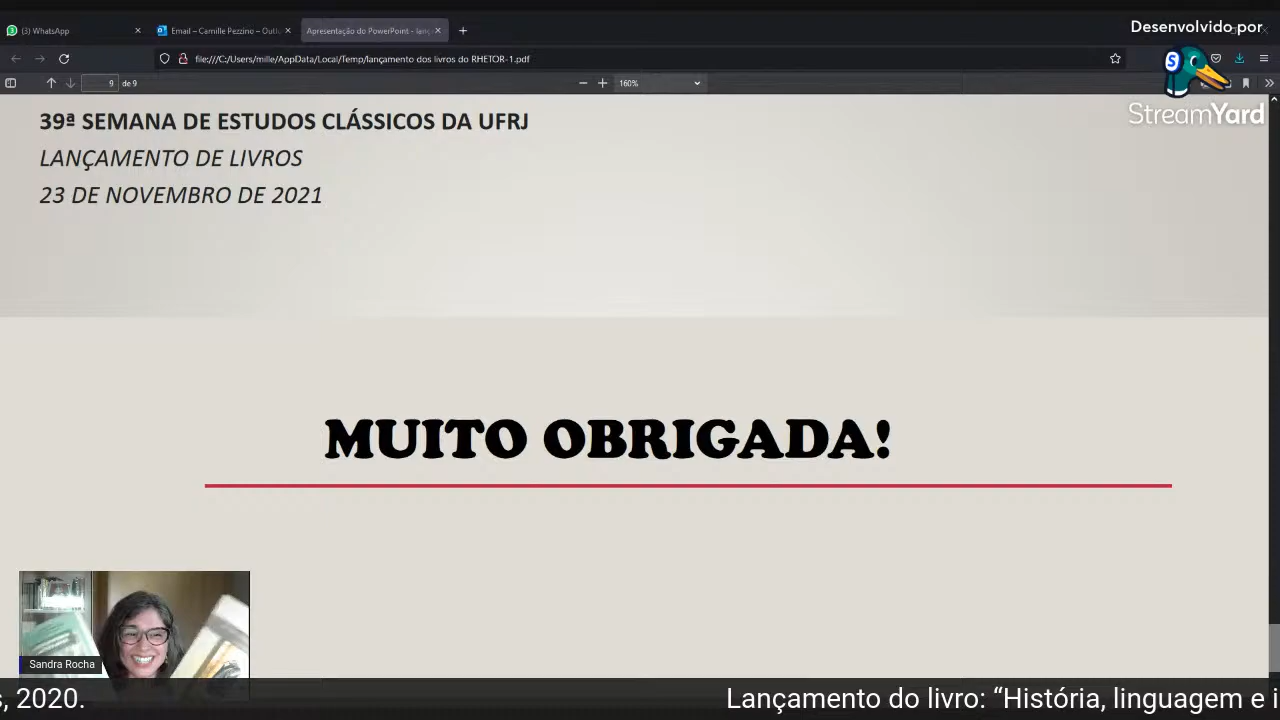 (3) WhatsApp
Email – Camille Pezzino – Outl
Apresentação do PowerPoint - lanç
Desenvolvido por
file:///C:/Users/mille/AppData/Local/Temp/lançamento dos livros do RHETOR-1.pdf
9 de 9
160%
StreamYard
39ª SEMANA DE ESTUDOS CLÁSSICOS DA UFRJ
LANÇAMENTO DE LIVROS
23 DE NOVEMBRO DE 2021
MUITO OBRIGADA!
Sandra Rocha
s, 2020.
Lançamento do livro: “História, linguagem e i